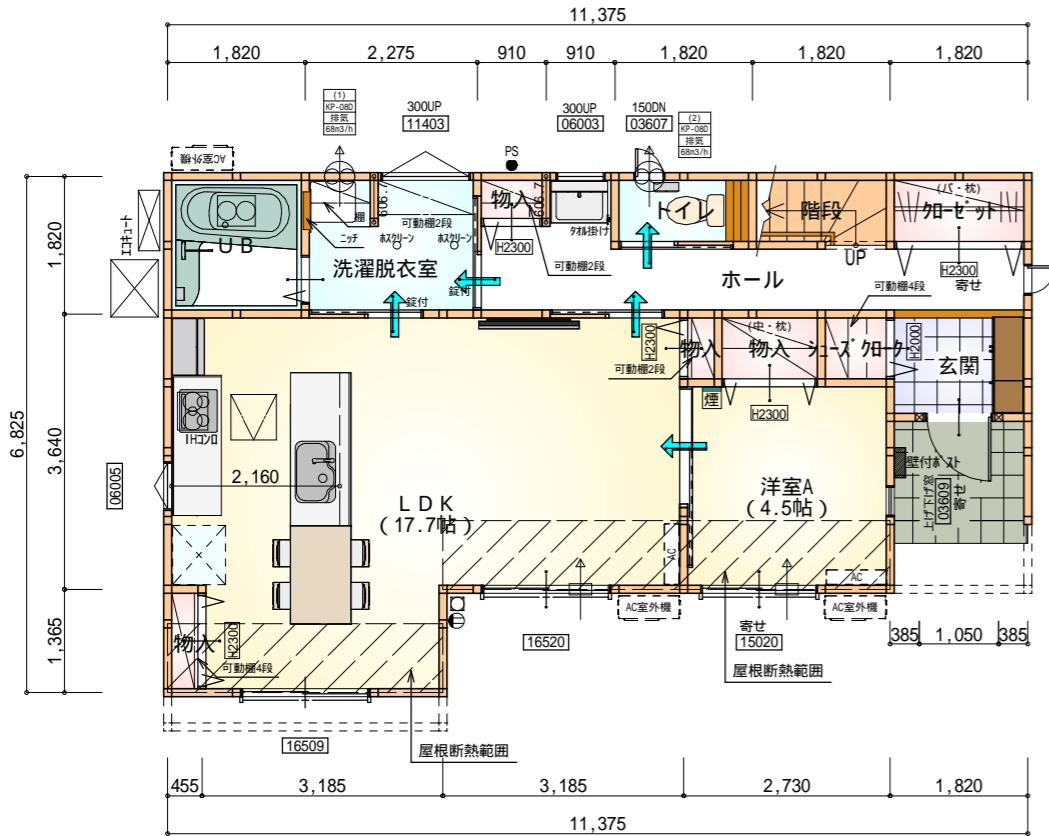 11,375
1,820
2,275
910
910
1,820
1,820
1,820
(1)
KP-08D
排気
68m3/h
300UP
11403
300UP
06003
150DN
03607
(2)
KP-08D
排気
68m3/h
PS
AC室外機
エコキュート
6,825
1,820
3,640
1,365
UB
棚
606.7
可動棚2段
ニッチ
ホスクリーン
ホスクリーン
洗濯脱衣室
錠付
錠付
物入
606.7
H2300
タオル掛け
可動棚2段
トイレ
階段
UP
(パ・枕)
クローゼット
H2300
寄せ
ホール
可動棚4段
H2300
物入
可動棚2段
(中・枕)
物入
H2300
シューズクローク
H2000
玄関
煙
IHコンロ
2,160
06005
LDK
(17.7帖)
洋室A
(4.5帖)
壁付ポスト
上げ下げ窓
03609
寄せ
AC
AC
AC室外機
AC室外機
16520
寄せ
15020
385
1,050
385
物入
H2300
可動棚4段
屋根断熱範囲
屋根断熱範囲
16509
455
3,185
3,185
2,730
1,820
11,375